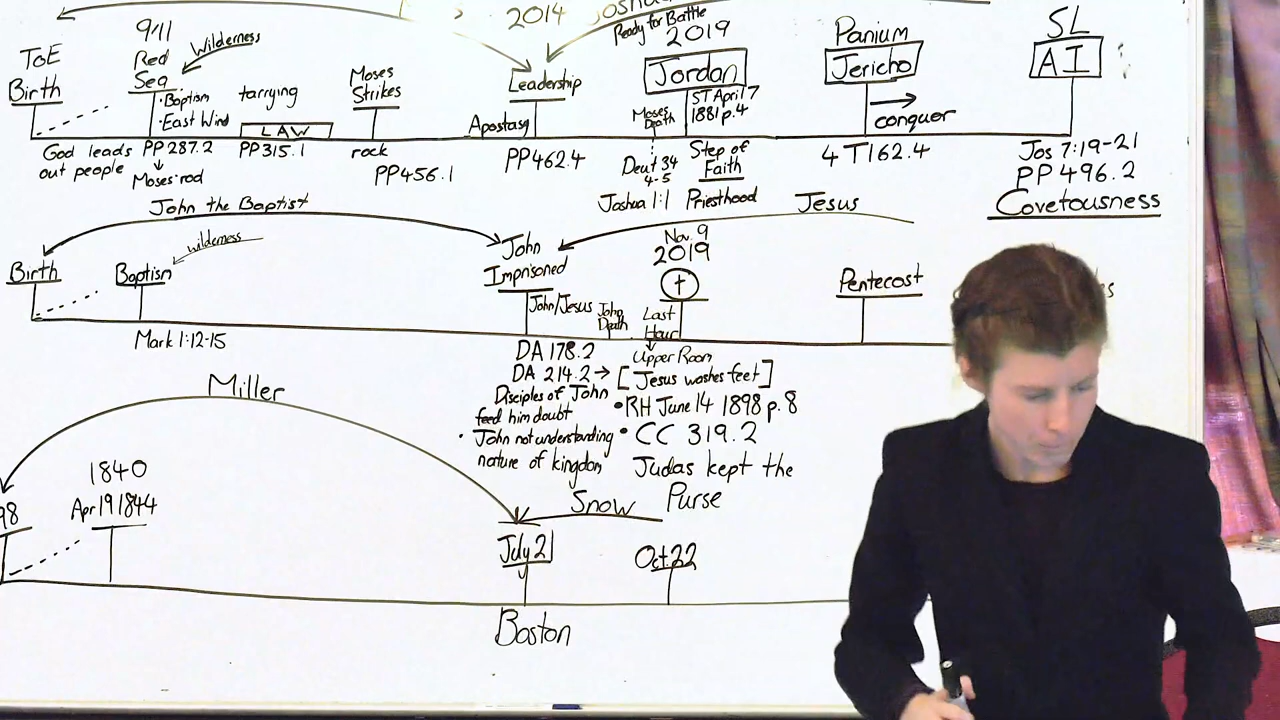 2014
Ready for Battle
9/11
2019
Panium
SL
ToE
Red
Wilderness
Birth
Sea
Moses
Strikes
Leadership
Jordan
Jericho
AI
• Baptism
• East Wind
tarrying
LAW
Apostasy
Moses
Death
ST April 7
1881 p.4
conquer
God leads
out people
PP 287.2
Moses' rod
PP 315.1
rock
PP 456.1
PP 462.4
Deut 34
4-5
Step of
Faith
4T162.4
Jos 7:19-21
PP 496.2
Joshua 1:1
Priesthood
Covetousness
John the Baptist
Jesus
wilderness
Nov. 9
2019
Birth
Baptism
John
Imprisoned
Pentecost
John/Jesus
John
Death
Last
Hour
Mark 1:12-15
DA 178.2
Upper Room
DA 214.2 → [Jesus washes feet]
Disciples of John
feed him doubt
• RH June 14 1898 p. 8
• John not understanding
nature of kingdom
• CC 319.2
Judas kept the
Purse
Miller
1840
98
Apr 19 1844
Snow
July 21
Oct. 22
Boston